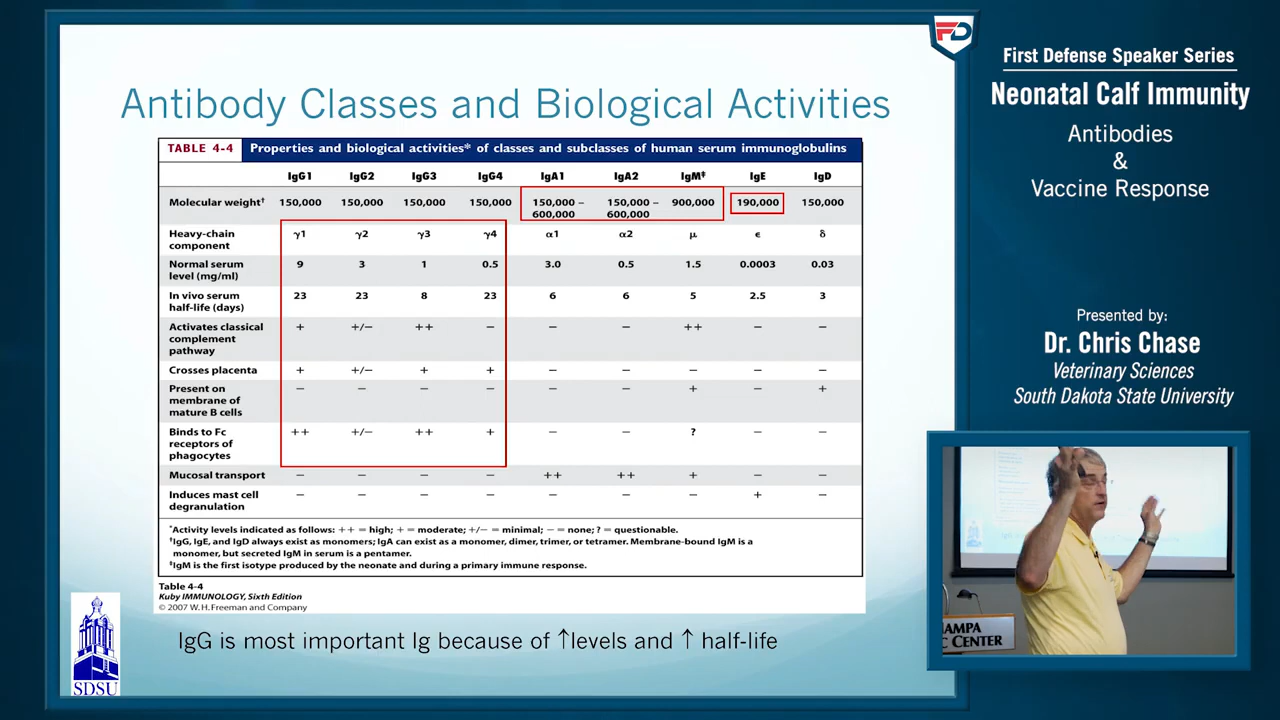 FD
First Defense Speaker Series
Neonatal Calf Immunity
Antibodies
&
Vaccine Response
Antibody Classes and Biological Activities
TABLE 4-4 Properties and biological activities* of classes and subclasses of human serum immunoglobulins
IgG1 IgG2 IgG3 IgG4 IgA1 IgA2 IgM‡ IgE IgD
Molecular weight† 150,000 150,000 150,000 150,000 150,000 – 150,000 – 900,000 190,000 150,000
600,000 600,000
Heavy-chain γ1 γ2 γ3 γ4 α1 α2 μ ϵ δ
component
Normal serum 9 3 1 0.5 3.0 0.5 1.5 0.0003 0.03
level (mg/ml)
In vivo serum 23 23 8 23 6 6 5 2.5 3
half-life (days)
Activates classical + +/– ++ – – – ++ – –
complement
pathway
Crosses placenta + +/– + + – – – – –
Present on – – – – – – + – +
membrane of
mature B cells
Binds to Fc ++ +/– ++ + – – ? – –
receptors of
phagocytes
Mucosal transport – – – – ++ ++ + – –
Induces mast cell – – – – – – – + –
degranulation
*Activity levels indicated as follows: ++ = high; + = moderate; +/– = minimal; – = none; ? = questionable.
†IgG, IgE, and IgD always exist as monomers; IgA can exist as a monomer, dimer, trimer, or tetramer. Membrane-bound IgM is a
monomer, but secreted IgM in serum is a pentamer.
‡IgM is the first isotype produced by the neonate and during a primary immune response.
Table 4-4
Kuby IMMUNOLOGY, Sixth Edition
© 2007 W.H. Freeman and Company
IgG is most important Ig because of ↑levels and ↑ half-life
SDSU
Presented by:
Dr. Chris Chase
Veterinary Sciences
South Dakota State University
HAMPA
IC CENTER